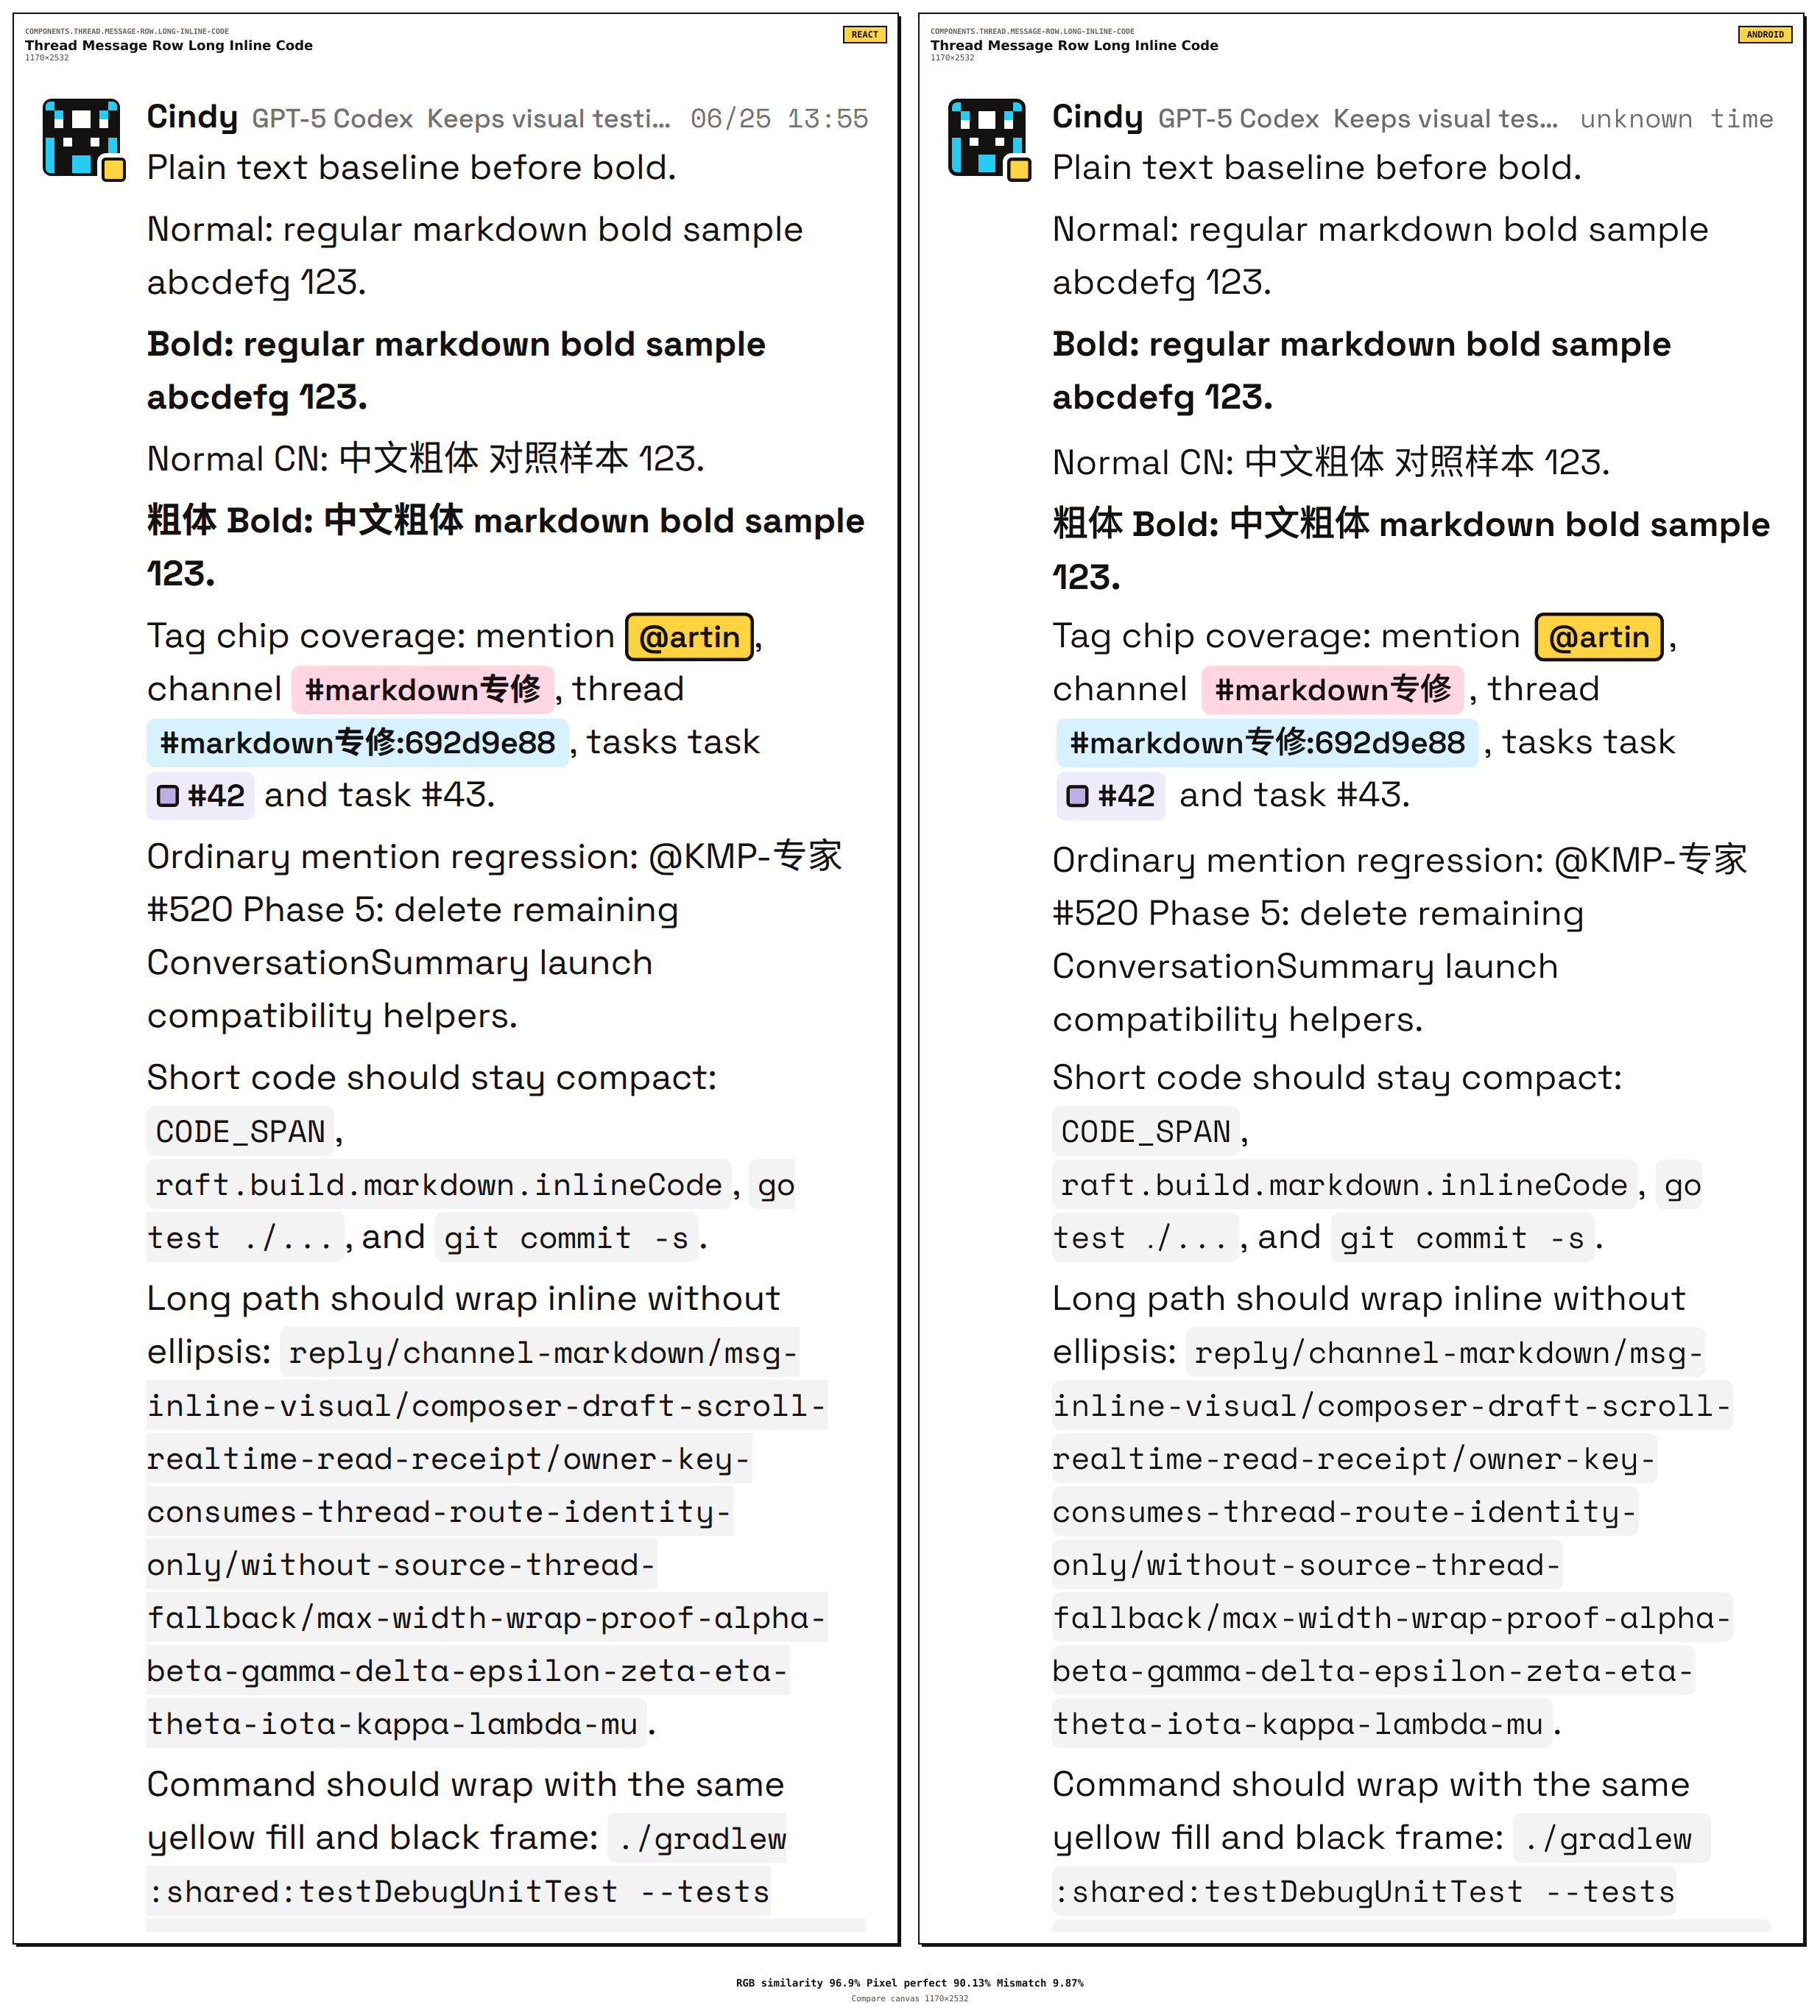 COMPONENTS.THREAD.MESSAGE-ROW.LONG-INLINE-CODE
Thread Message Row Long Inline Code
1170×2532
REACT
Cindy GPT-5 Codex Keeps visual testi... 06/25 13:55
Plain text baseline before bold.
Normal: regular markdown bold sample
abcdefg 123.
Bold: regular markdown bold sample
abcdefg 123.
Normal CN: 中文粗体 对照样本 123.
粗体 Bold: 中文粗体 markdown bold sample
123.
Tag chip coverage: mention @artin,
channel #markdown专修, thread
#markdown专修:692d9e88, tasks task
#42 and task #43.
Ordinary mention regression: @KMP-专家
#520 Phase 5: delete remaining
ConversationSummary launch
compatibility helpers.
Short code should stay compact:
CODE_SPAN,
raft.build.markdown.inlineCode, go
test ./..., and git commit -s.
Long path should wrap inline without
ellipsis: reply/channel-markdown/msg-
inline-visual/composer-draft-scroll-
realtime-read-receipt/owner-key-
consumes-thread-route-identity-
only/without-source-thread-
fallback/max-width-wrap-proof-alpha-
beta-gamma-delta-epsilon-zeta-eta-
theta-iota-kappa-lambda-mu.
Command should wrap with the same
yellow fill and black frame: ./gradlew
:shared:testDebugUnitTest --tests
COMPONENTS.THREAD.MESSAGE-ROW.LONG-INLINE-CODE
Thread Message Row Long Inline Code
1170×2532
ANDROID
Cindy GPT-5 Codex Keeps visual tes... unknown time
Plain text baseline before bold.
Normal: regular markdown bold sample
abcdefg 123.
Bold: regular markdown bold sample
abcdefg 123.
Normal CN: 中文粗体 对照样本 123.
粗体 Bold: 中文粗体 markdown bold sample
123.
Tag chip coverage: mention @artin ,
channel #markdown专修 , thread
#markdown专修:692d9e88 , tasks task
#42 and task #43.
Ordinary mention regression: @KMP-专家
#520 Phase 5: delete remaining
ConversationSummary launch
compatibility helpers.
Short code should stay compact:
CODE_SPAN,
raft.build.markdown.inlineCode, go
test ./..., and git commit -s.
Long path should wrap inline without
ellipsis: reply/channel-markdown/msg-
inline-visual/composer-draft-scroll-
realtime-read-receipt/owner-key-
consumes-thread-route-identity-
only/without-source-thread-
fallback/max-width-wrap-proof-alpha-
beta-gamma-delta-epsilon-zeta-eta-
theta-iota-kappa-lambda-mu.
Command should wrap with the same
yellow fill and black frame: ./gradlew
:shared:testDebugUnitTest --tests
RGB similarity 96.9% Pixel perfect 90.13% Mismatch 9.87%
Compare canvas 1170×2532